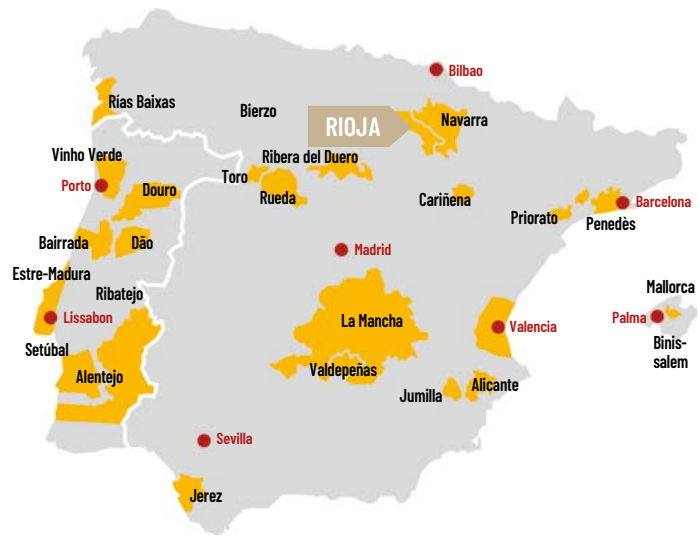 Bilbao
Rías Baixas
Bierzo
RIOJA
Navarra
Vinho Verde
Ribera del Duero
Toro
Porto
Douro
Rueda
Cariñena
Barcelona
Priorato
Penedès
Bairrada
Dão
Madrid
Estre-Madura
Ribatejo
Mallorca
Lissabon
La Mancha
Valencia
Palma
Setúbal
Binis-
salem
Valdepeñas
Alentejo
Jumilla
Alicante
Sevilla
Jerez